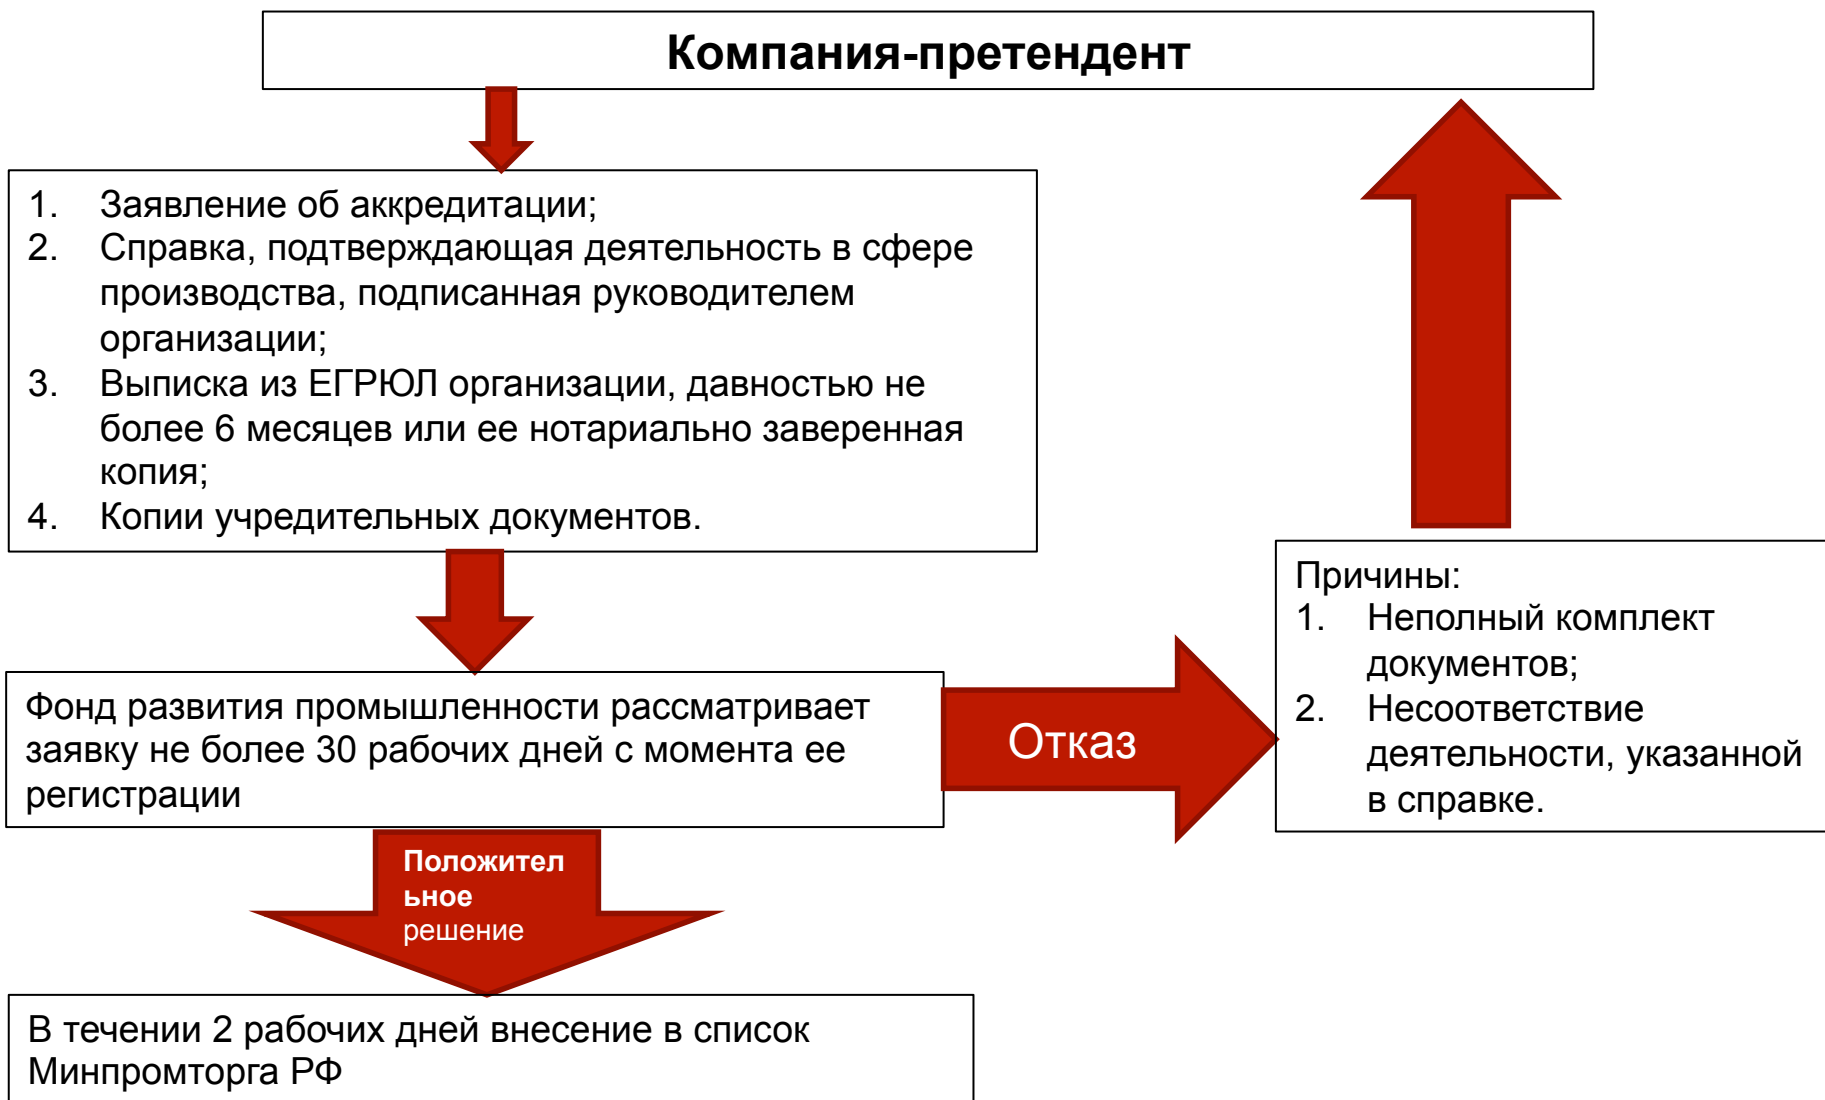 Компания-претендент
1. Заявление об аккредитации;
2. Справка, подтверждающая деятельность в сфере
производства, подписанная руководителем
организации;
3. Выписка из ЕГРЮЛ организации, давностью не
более 6 месяцев или ее нотариально заверенная
копия;
4. Копии учредительных документов.
Фонд развития промышленности рассматривает
заявку не более 30 рабочих дней с момента ее
регистрации
Отказ
Причины:
1. Неполный комплект
документов;
2. Несоответствие
деятельности, указанной
в справке.
Положител
ьное
решение
В течении 2 рабочих дней внесение в список
Минпромторга РФ